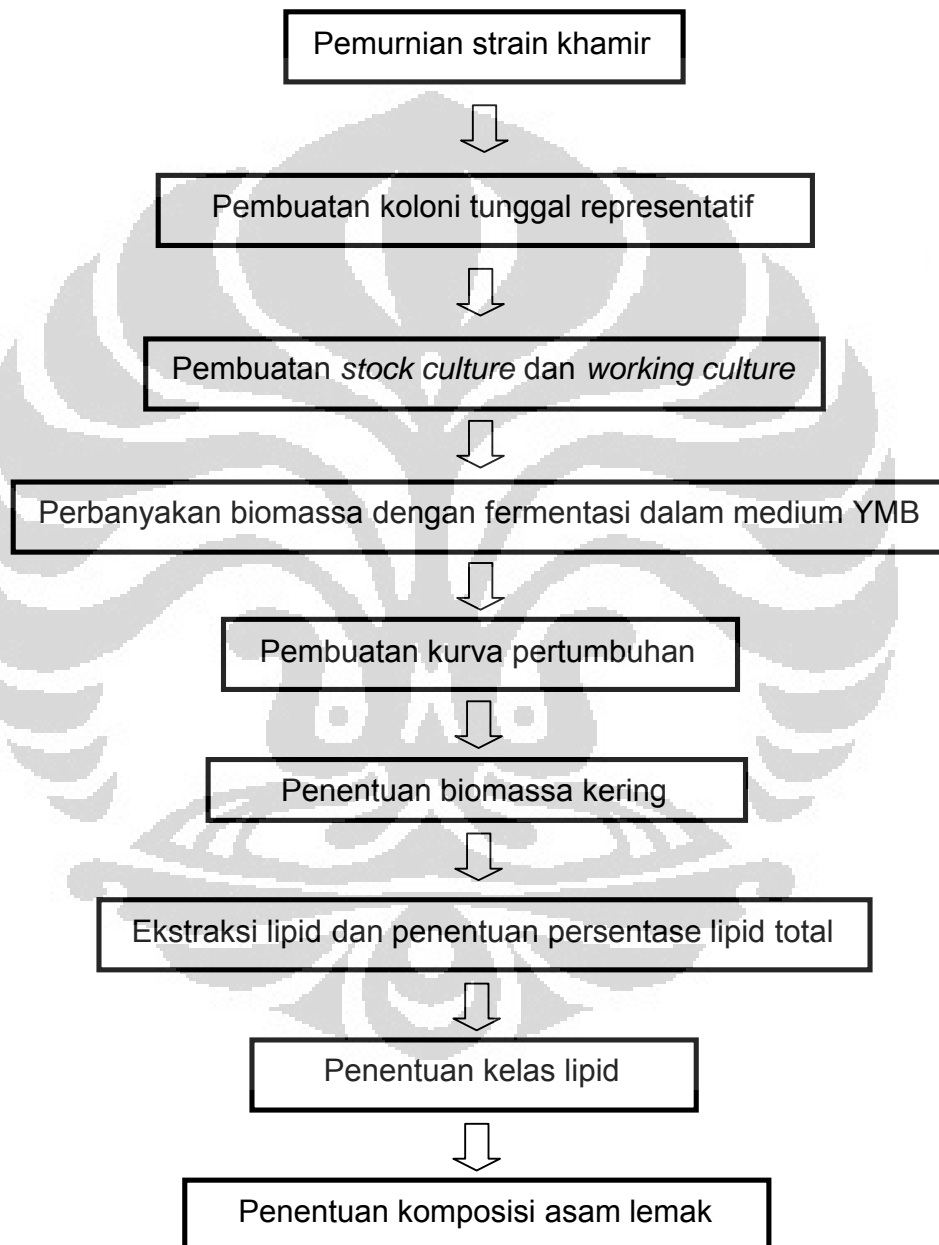 Pemurnian strain khamir
Pembuatan koloni tunggal representatif
Pembuatan stock culture dan working culture
Perbanyakan biomassa dengan fermentasi dalam medium YMB
Pembuatan kurva pertumbuhan
Penentuan biomassa kering
Ekstraksi lipid dan penentuan persentase lipid total
Penentuan kelas lipid
Penentuan komposisi asam lemak